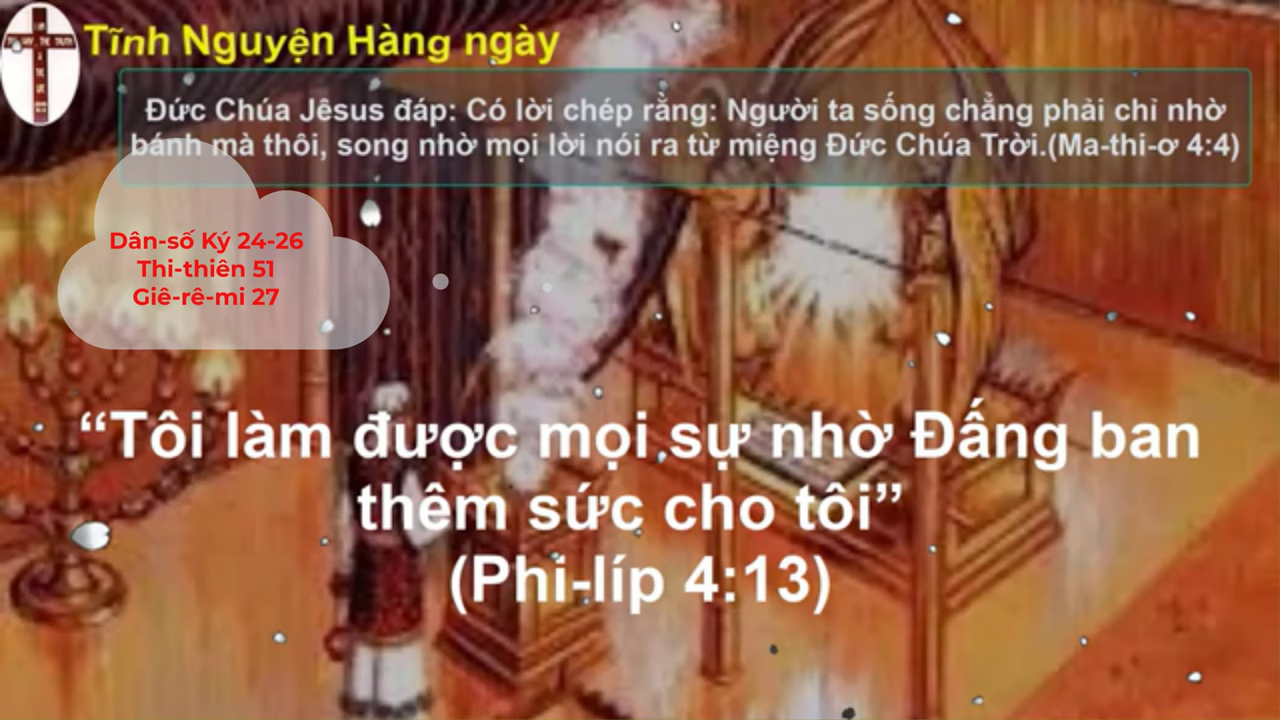 Tĩnh Nguyện Hàng ngày
Đức Chúa Jêsus đáp: Có lời chép rằng: Người ta sống chẳng phải chỉ nhờ
bánh mà thôi, song nhờ mọi lời nói ra từ miệng Đức Chúa Trời.(Ma-thi-ơ 4:4)
Dân-số Ký 24-26
Thi-thiên 51
Giê-rê-mi 27
“Tôi làm được mọi sự nhờ Đấng ban
thêm sức cho tôi”
(Phi-líp 4:13)